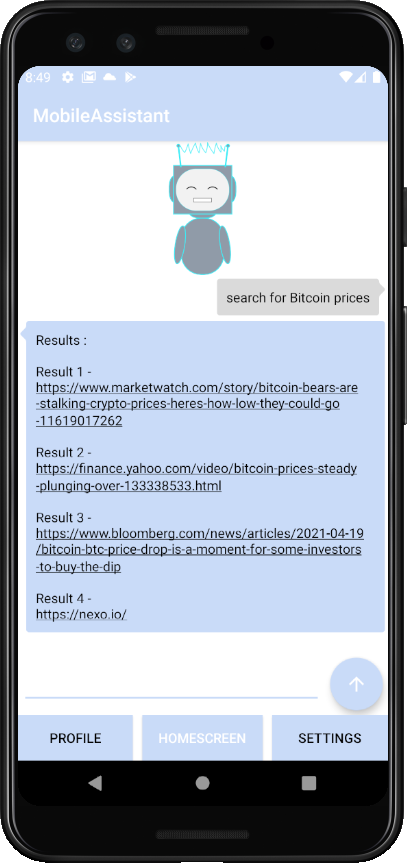 8:49
MobileAssistant
search for Bitcoin prices
Results :
Result 1 -
https://www.marketwatch.com/story/bitcoin-bears-are
-stalking-crypto-prices-heres-how-low-they-could-go
-11619017262
Result 2 -
https://finance.yahoo.com/video/bitcoin-prices-steady
-plunging-over-133338533.html
Result 3 -
https://www.bloomberg.com/news/articles/2021-04-19
/bitcoin-btc-price-drop-is-a-moment-for-some-investors
-to-buy-the-dip
Result 4 -
https://nexo.io/
PROFILE
HOMESCREEN
SETTINGS